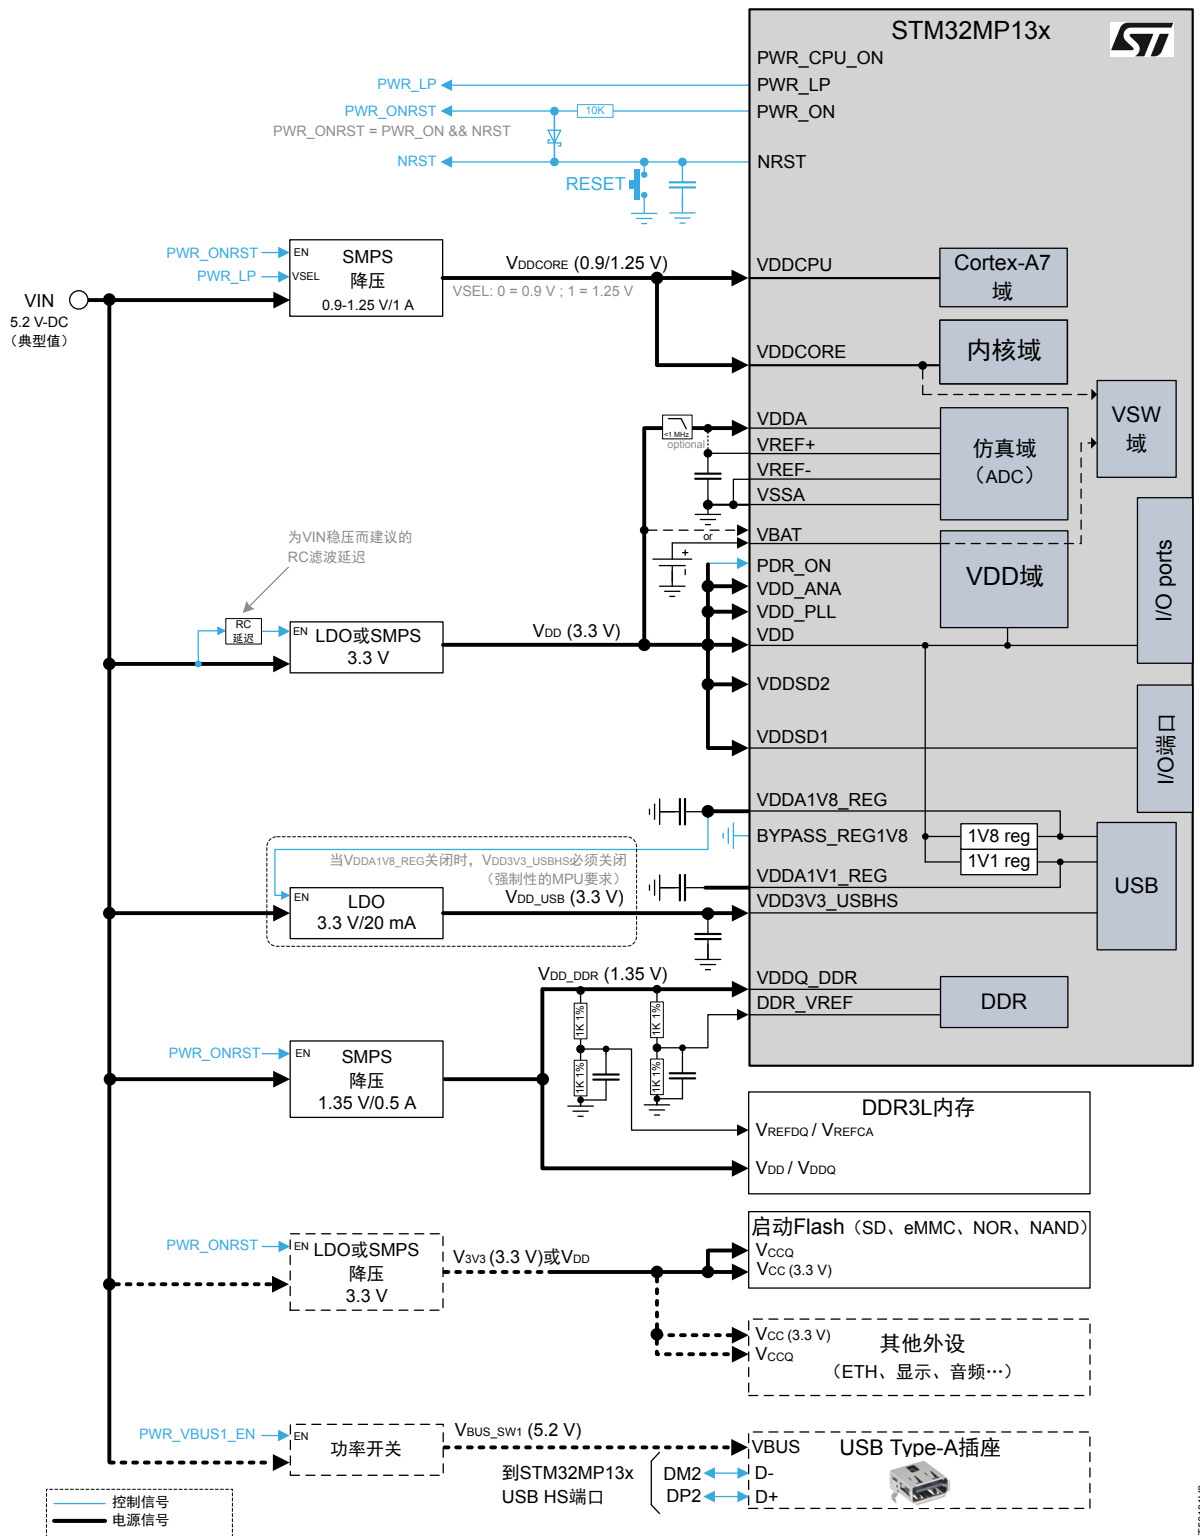 STM32MP13x
PWR_CPU_ON
PWR_LP
PWR_LP
PWR_ONRST
10K
PWR_ON
PWR_ONRST = PWR_ON && NRST
NRST
NRST
RESET
PWR_ONRST
EN
SMPS
降压
0.9-1.25 V/1 A
PWR_LP
VSEL
VDDCORE (0.9/1.25 V)
VSEL: 0 = 0.9 V ; 1 = 1.25 V
VDDCPU
Cortex-A7
域
VIN
5.2 V-DC
（典型值）
VDDCORE
内核域
VSW
域
<1 MHz
optional
VDDA
VREF+
VREF-
VSSA
仿真域
（ADC）
or
VBAT
为VIN稳压而建议的
RC滤波延迟
+
PDR_ON
VDD_ANA
VDD_PLL
VDD
VDD域
I/O ports
RC
延迟
EN
LDO或SMPS
3.3 V
VDD (3.3 V)
VDDSD2
VDDSD1
I/O端口
VDDA1V8_REG
BYPASS_REG1V8
1V8 reg
1V1 reg
VDDA1V1_REG
VDD3V3_USBHS
USB
当VDDA1V8_REG关闭时，VDD3V3_USBHS必须关闭
（强制性的MPU要求）
EN
LDO
3.3 V/20 mA
VDD_USB (3.3 V)
VDD_DDR (1.35 V)
VDDQ_DDR
DDR_VREF
DDR
1K 1%
1K 1%
1K 1%
1K 1%
PWR_ONRST
EN
SMPS
降压
1.35 V/0.5 A
DDR3L内存
VREFDQ / VREFCA
VDD / VDDQ
PWR_ONRST
EN
LDO或SMPS
降压
3.3 V
V3V3 (3.3 V)或VDD
启动Flash（SD、eMMC、NOR、NAND）
VCCQ
VCC (3.3 V)
VCC (3.3 V)
VCCQ
其他外设
（ETH、显示、音频…）
PWR_VBUS1_EN
EN
功率开关
VBUS_SW1 (5.2 V)
VBUS
USB Type-A插座
到STM32MP13x
USB HS端口
DM2
D-
DP2
D+
控制信号
电源信号